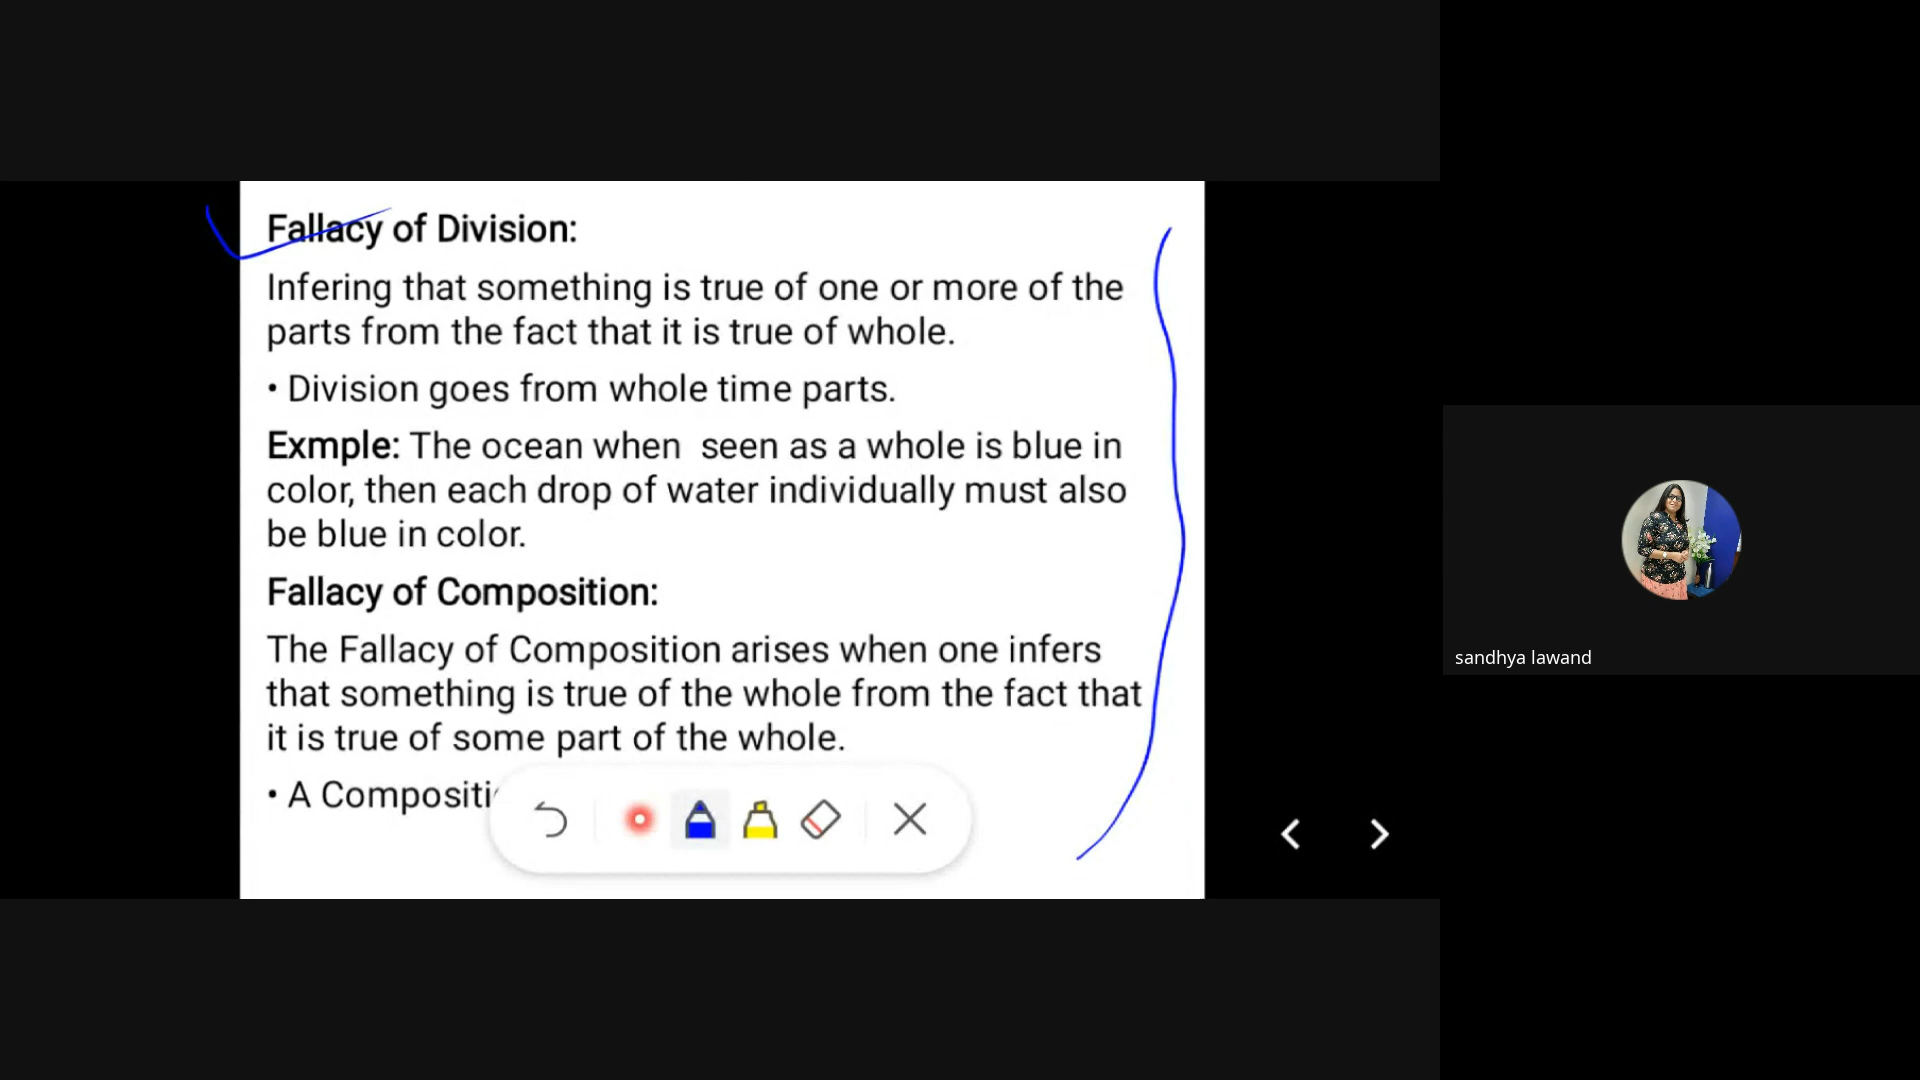 Fallacy of Division:
Infering that something is true of one or more of the
parts from the fact that it is true of whole.
• Division goes from whole time parts.
Exmple: The ocean when  seen as a whole is blue in
color, then each drop of water individually must also
be blue in color.
Fallacy of Composition:
The Fallacy of Composition arises when one infers
that something is true of the whole from the fact that
it is true of some part of the whole.
• A
sandhya lawand